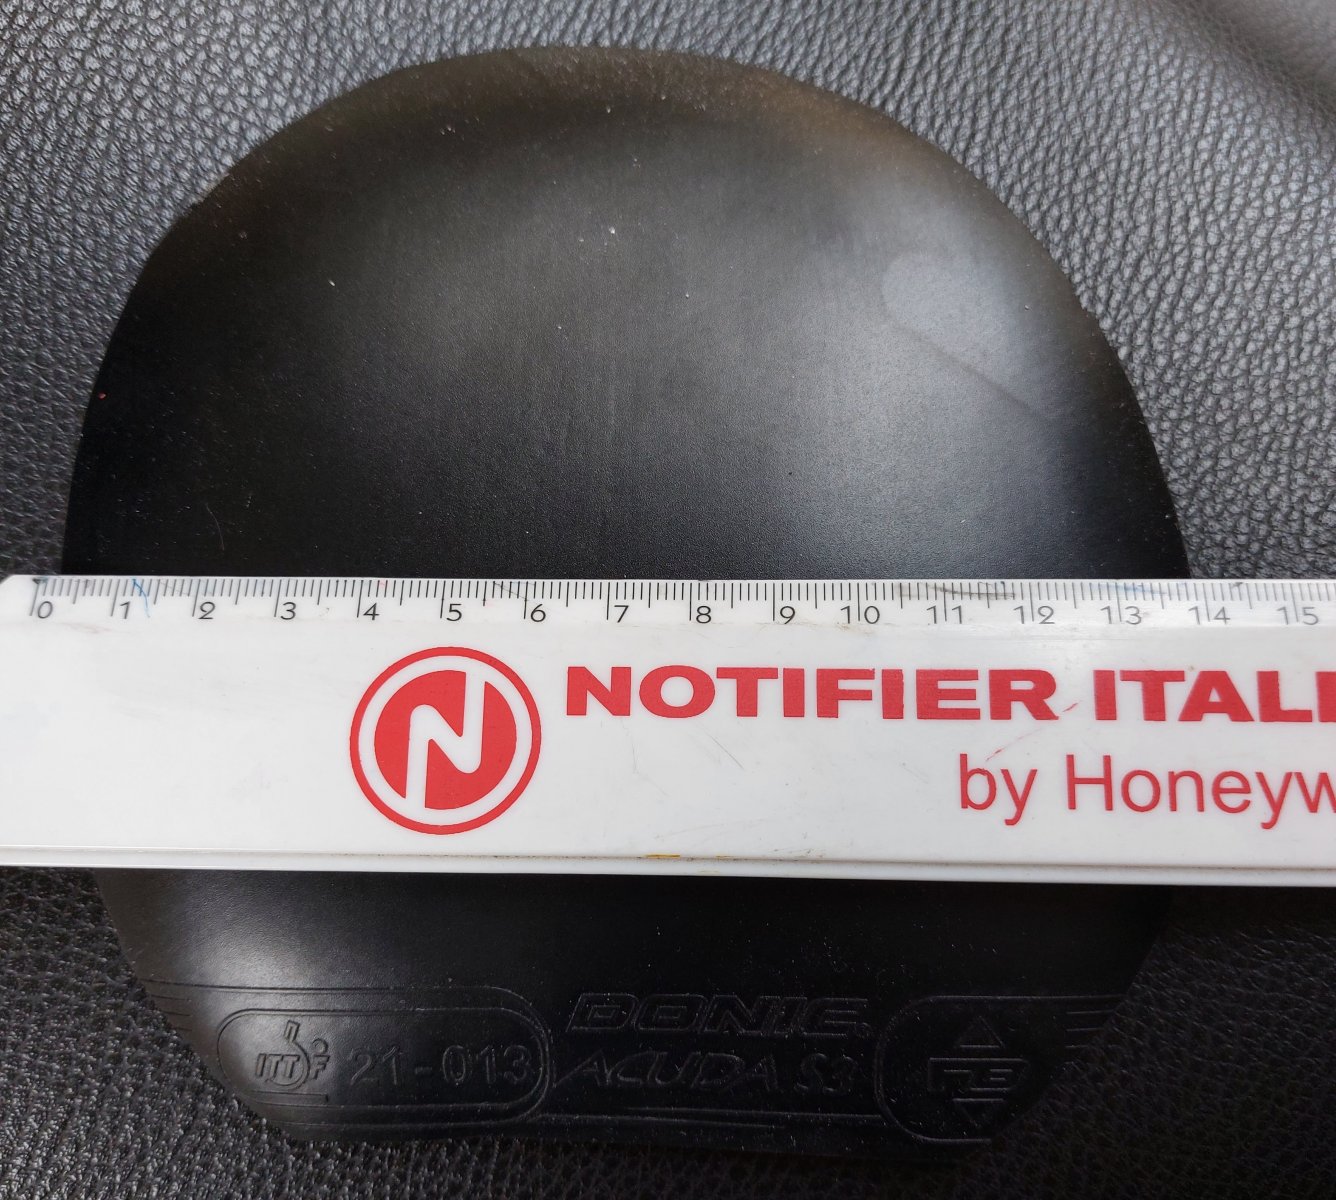 0 1 2 3 4 5 6 7 8 9 10 11 12 13 14 15
N NOTIFIER ITALI
by Honeyw
ITTF 21-013 DONIC
ACUDA S3